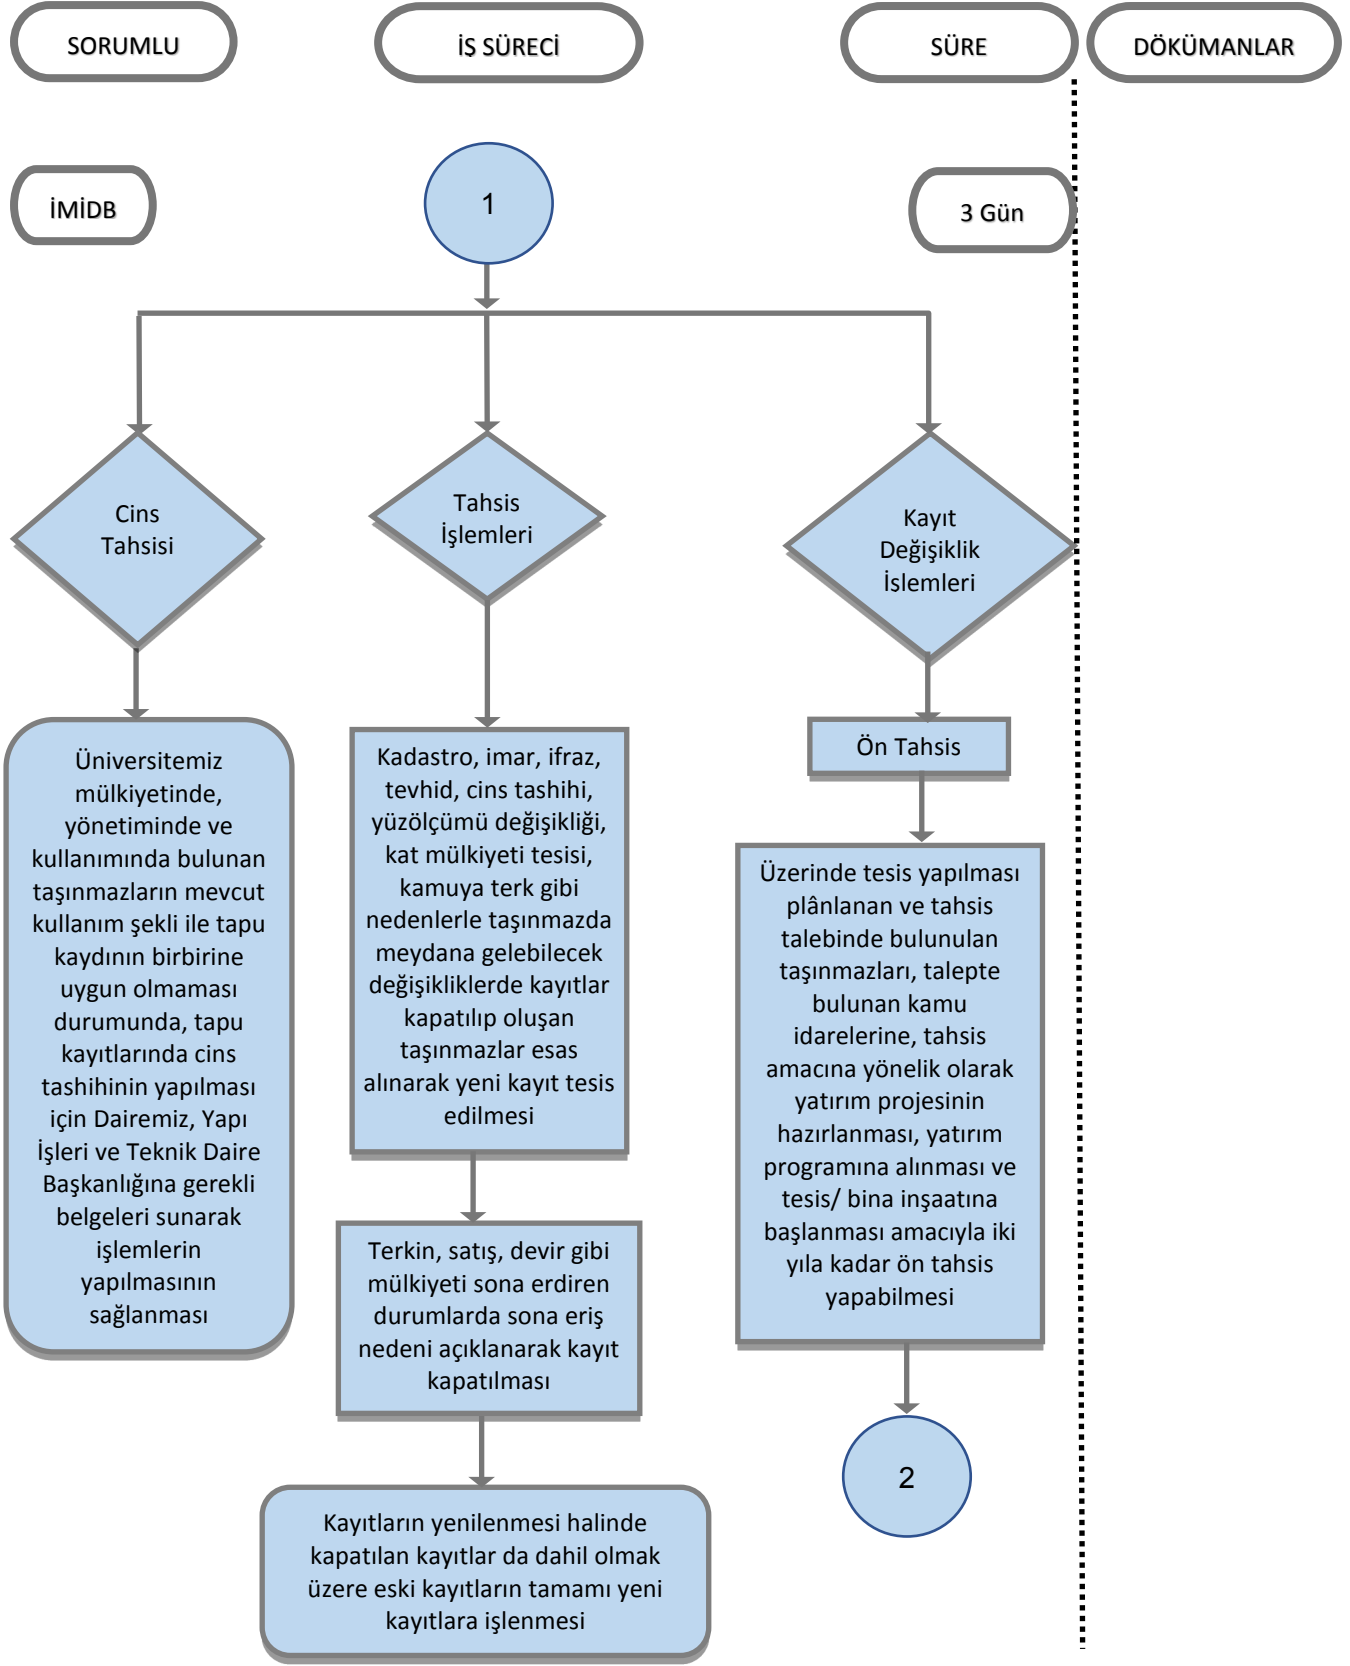 SORUMLU
İŞ SÜRECİ
SÜRE
DÖKÜMANLAR
İMİDB
1
3 Gün
Cins
Tahsisi
Tahsis
İşlemleri
Kayıt
Değişiklik
İşlemleri
Üniversitemiz
mülkiyetinde,
yönetiminde ve
kullanımında bulunan
taşınmazların mevcut
kullanım şekli ile tapu
kaydının birbirine
uygun olmaması
durumunda, tapu
kayıtlarında cins
tashihinin yapılması
için Dairemiz, Yapı
İşleri ve Teknik Daire
Başkanlığına gerekli
belgeleri sunarak
işlemlerin
yapılmasının
sağlanması
Kadastro, imar, ifraz,
tevhid, cins tashihi,
yüzölçümü değişikliği,
kat mülkiyeti tesisi,
kamuya terk gibi
nedenlerle taşınmazda
meydana gelebilecek
değişikliklerde kayıtlar
kapatılıp oluşan
taşınmazlar esas
alınarak yeni kayıt tesis
edilmesi
Terkin, satış, devir gibi
mülkiyeti sona erdiren
durumlarda sona eriş
nedeni açıklanarak kayıt
kapatılması
Kayıtların yenilenmesi halinde
kapatılan kayıtlar da dahil olmak
üzere eski kayıtların tamamı yeni
kayıtlara işlenmesi
Ön Tahsis
Üzerinde tesis yapılması
plânlanan ve tahsis
talebinde bulunulan
taşınmazları, talepte
bulunan kamu
idarelerine, tahsis
amacına yönelik olarak
yatırım projesinin
hazırlanması, yatırım
programına alınması ve
tesis/ bina inşaatına
başlanması amacıyla iki
yıla kadar ön tahsis
yapabilmesi
2